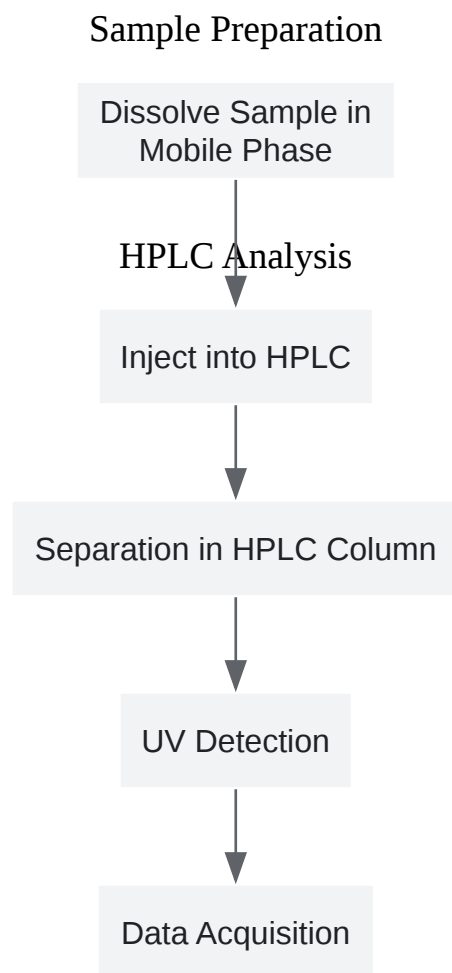 Sample Preparation
Dissolve Sample in
Mobile Phase
HPLC Analysis
Inject into HPLC
Separation in HPLC Column
UV Detection
Data Acquisition